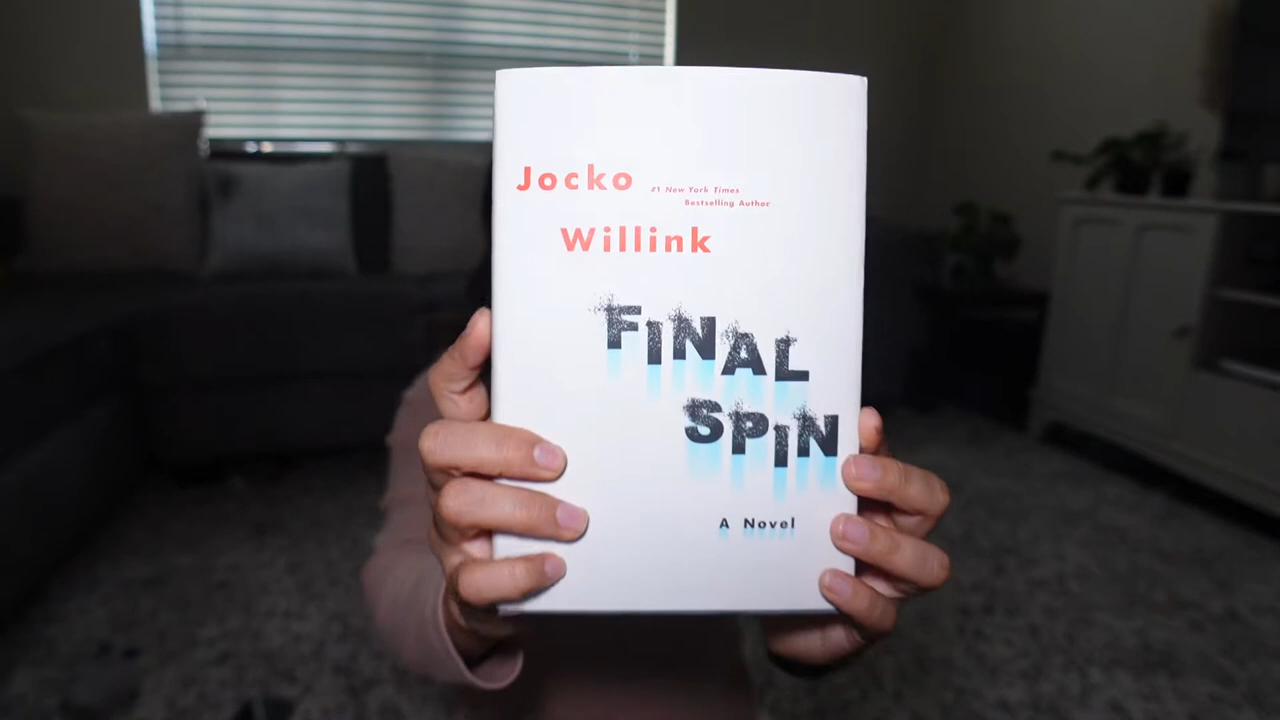 Jocko
#1 New York Times
Bestselling Author
Willink
FINAL
SPIN
A Novel